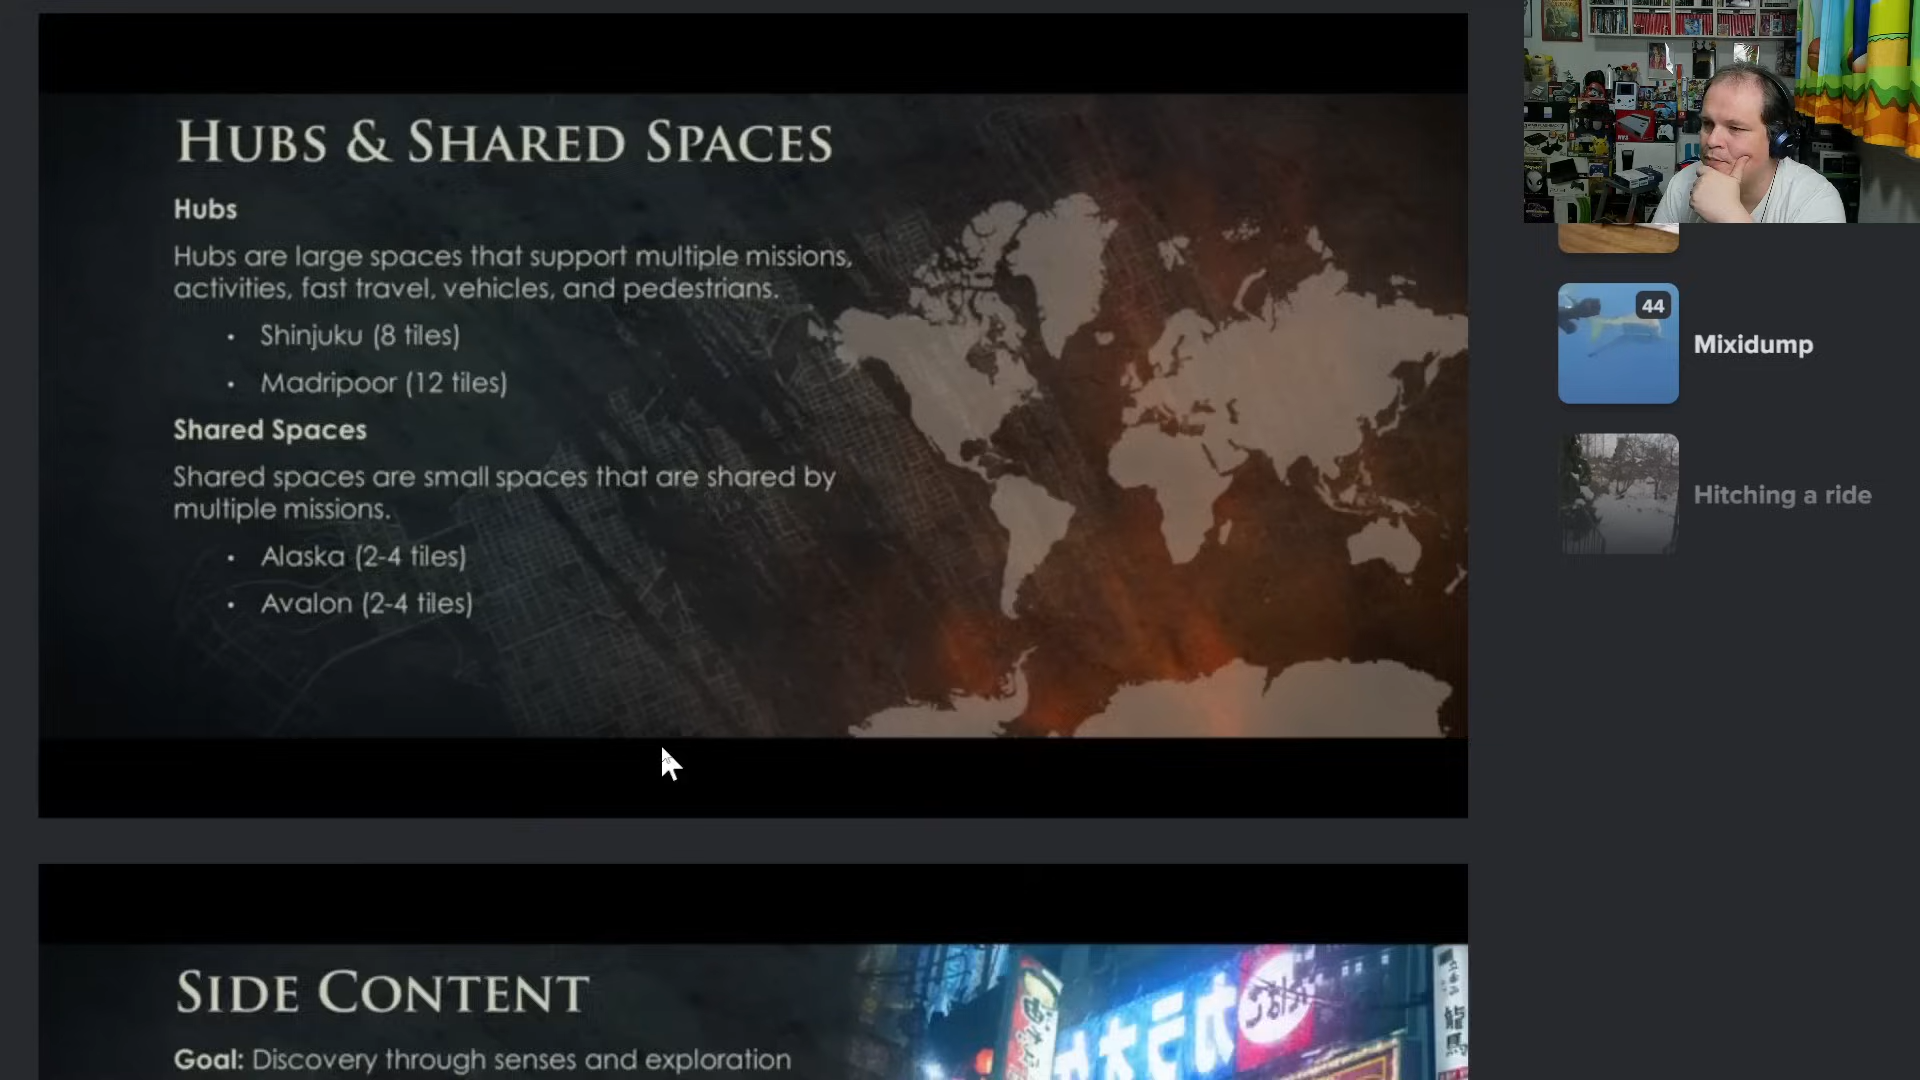 HUBS & SHARED SPACES
Hubs
Hubs are large spaces that support multiple missions,
activities, fast travel, vehicles, and pedestrians.
• Shinjuku (8 tiles)
• Madripoor (12 tiles)
Shared Spaces
Shared spaces are small spaces that are shared by
multiple missions.
• Alaska (2-4 tiles)
• Avalon (2-4 tiles)
44
Mixidump
Hitching a ride
SIDE CONTENT
Goal: Discovery through senses and exploration